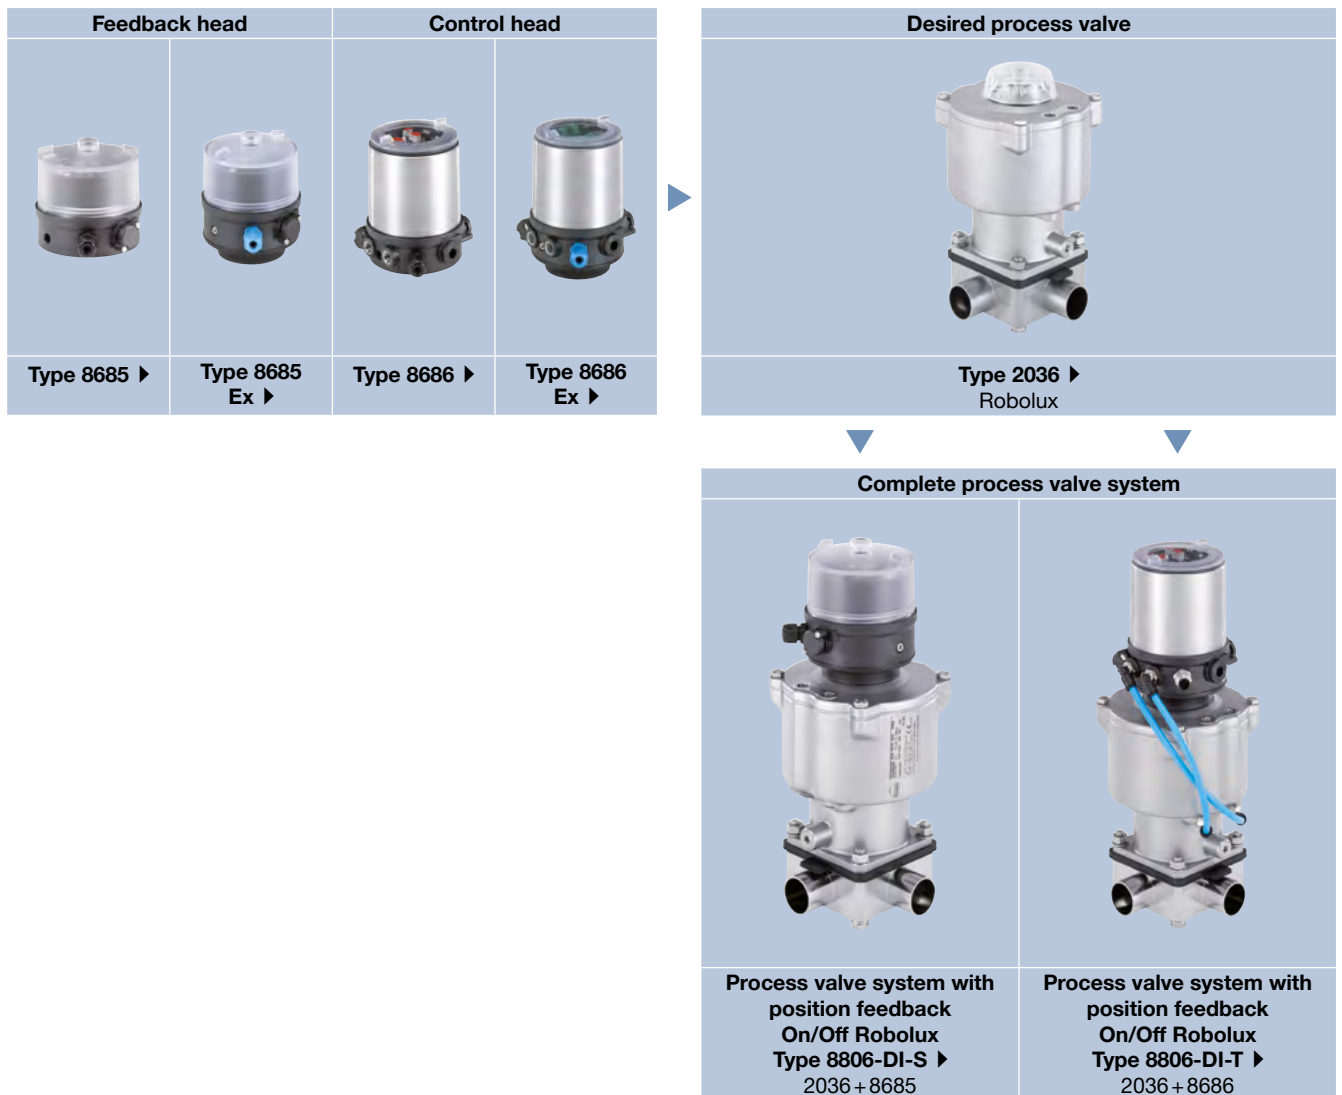 Feedback head
Control head
Desired process valve
Type 8685
Type 8685
Ex
Type 8686
Type 8686
Ex
Type 2036
Robolux
Complete process valve system
Process valve system with
position feedback
On/Off Robolux
Type 8806-DI-S
2036 + 8685
Process valve system with
position feedback
On/Off Robolux
Type 8806-DI-T
2036 + 8686